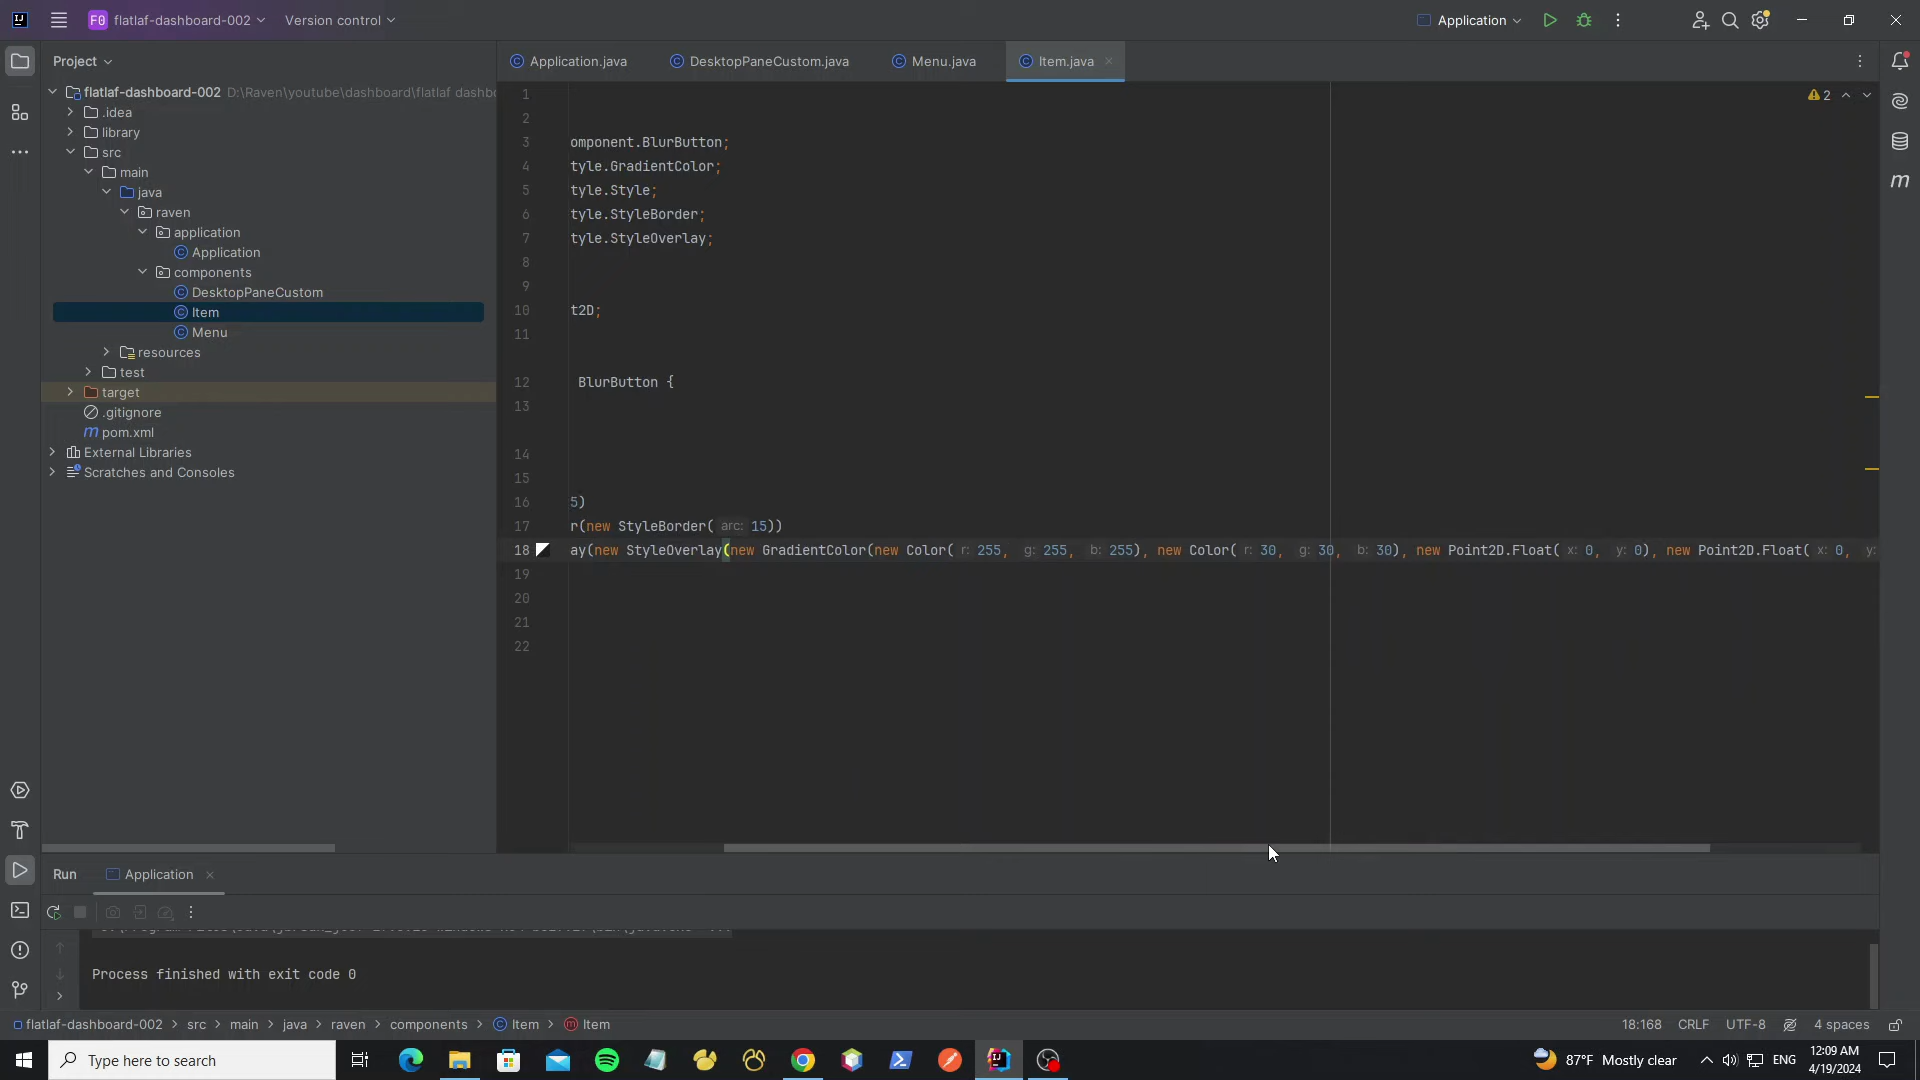 F0 flatlaf-dashboard-002 Version control Application
Project
flatlaf-dashboard-002 D:\Raven\youtube\dashboard\flatlaf dashbo
.idea
library
src
main
java
raven
application
Application
components
DesktopPaneCustom
Item
Menu
resources
test
target
.gitignore
pom.xml
External Libraries
Scratches and Consoles
Application.java DesktopPaneCustom.java Menu.java Item.java
2
1
2
3 omponent.BlurButton;
4 tyle.GradientColor;
5 tyle.Style;
6 tyle.StyleBorder;
7 tyle.StyleOverlay;
8
9
10 t2D;
11
12 BlurButton {
13
14
15
16 5)
17 r(new StyleBorder( arc: 15))
18 ay(new StyleOverlay(new GradientColor(new Color( r: 255, g: 255, b: 255), new Color( r: 30, g: 30, b: 30), new Point2D.Float( x: 0, y: 0), new Point2D.Float( x: 0, y:
19
20
21
22
Run Application
Process finished with exit code 0
flatlaf-dashboard-002 > src > main > java > raven > components > Item > Item
18:168 CRLF UTF-8 4 spaces
Type here to search
87°F Mostly clear ENG 12:09 AM
4/19/2024